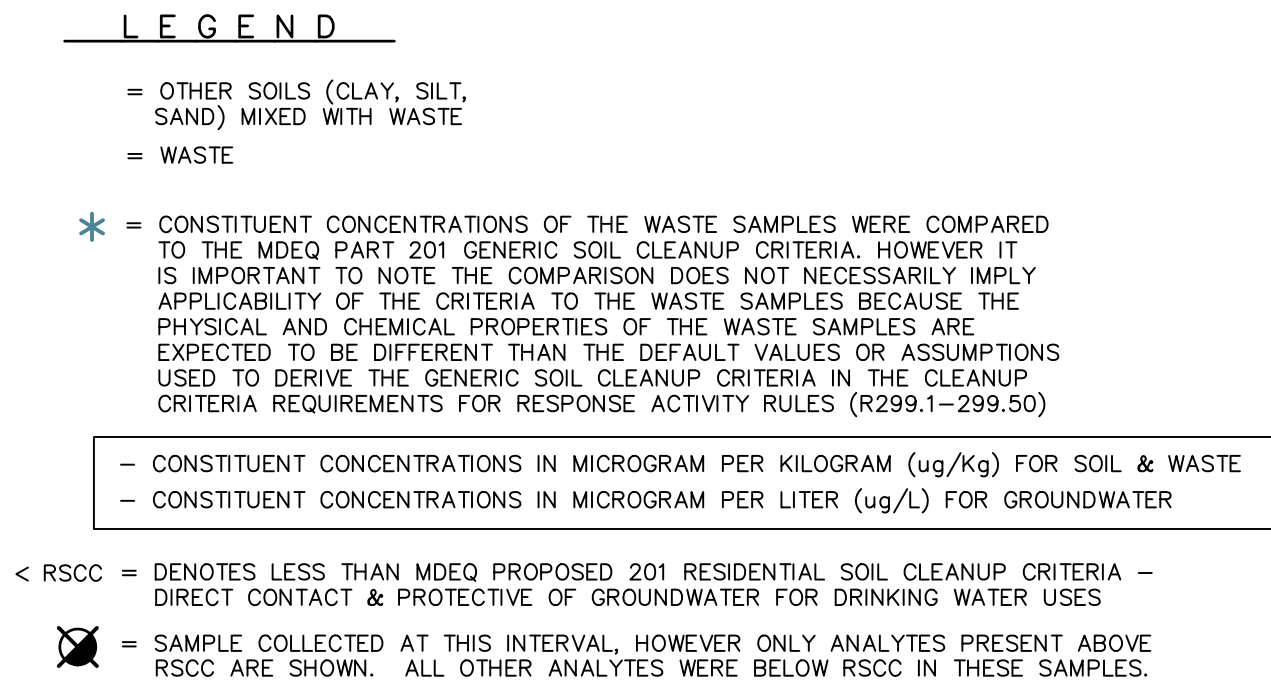 LEGEND
= OTHER SOILS (CLAY, SILT,
SAND) MIXED WITH WASTE
= WASTE
* = CONSTITUENT CONCENTRATIONS OF THE WASTE SAMPLES WERE COMPARED
TO THE MDEQ PART 201 GENERIC SOIL CLEANUP CRITERIA. HOWEVER IT
IS IMPORTANT TO NOTE THE COMPARISON DOES NOT NECESSARILY IMPLY
APPLICABILITY OF THE CRITERIA TO THE WASTE SAMPLES BECAUSE THE
PHYSICAL AND CHEMICAL PROPERTIES OF THE WASTE SAMPLES ARE
EXPECTED TO BE DIFFERENT THAN THE DEFAULT VALUES OR ASSUMPTIONS
USED TO DERIVE THE GENERIC SOIL CLEANUP CRITERIA IN THE CLEANUP
CRITERIA REQUIREMENTS FOR RESPONSE ACTIVITY RULES (R299.1–299.50)
– CONSTITUENT CONCENTRATIONS IN MICROGRAM PER KILOGRAM (ug/Kg) FOR SOIL & WASTE
– CONSTITUENT CONCENTRATIONS IN MICROGRAM PER LITER (ug/L) FOR GROUNDWATER
< RSCC = DENOTES LESS THAN MDEQ PROPOSED 201 RESIDENTIAL SOIL CLEANUP CRITERIA –
DIRECT CONTACT & PROTECTIVE OF GROUNDWATER FOR DRINKING WATER USES
= SAMPLE COLLECTED AT THIS INTERVAL, HOWEVER ONLY ANALYTES PRESENT ABOVE
RSCC ARE SHOWN. ALL OTHER ANALYTES WERE BELOW RSCC IN THESE SAMPLES.